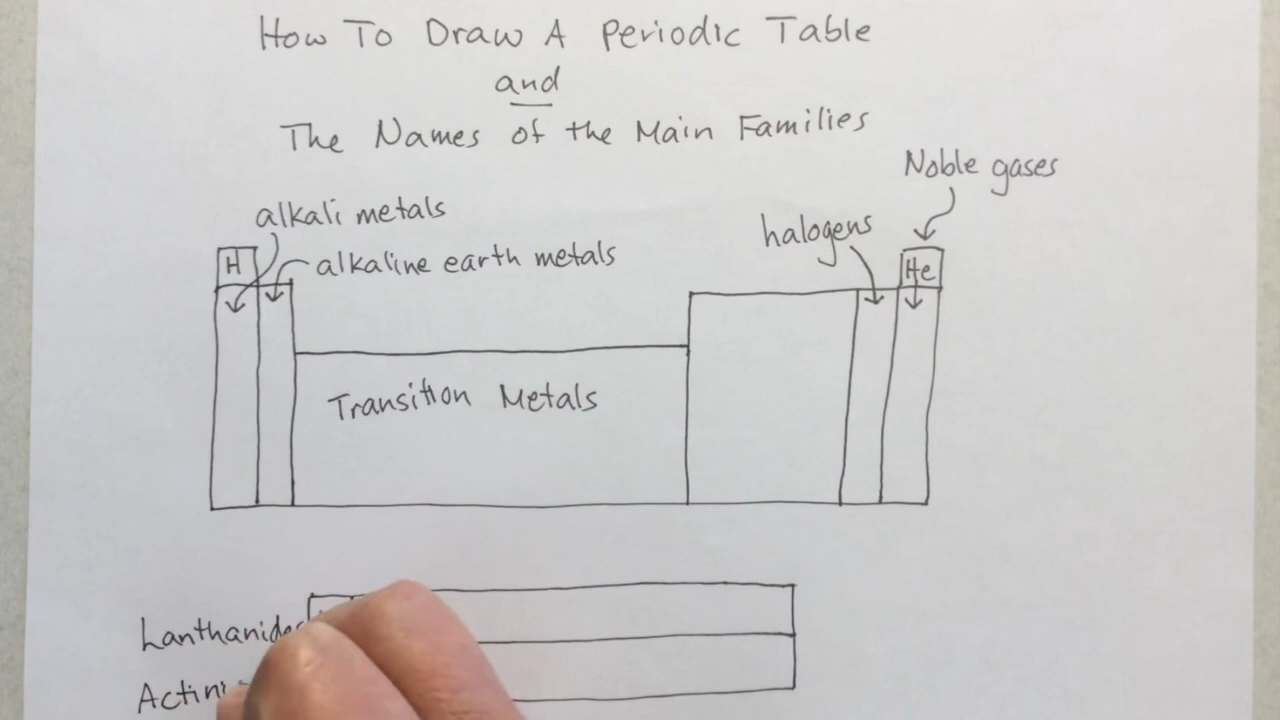 How To Draw A Periodic Table
and
The Names of the Main Families
Noble gases
alkali metals
halogens
alkaline earth metals
H
He
Transition Metals
Lanthanides